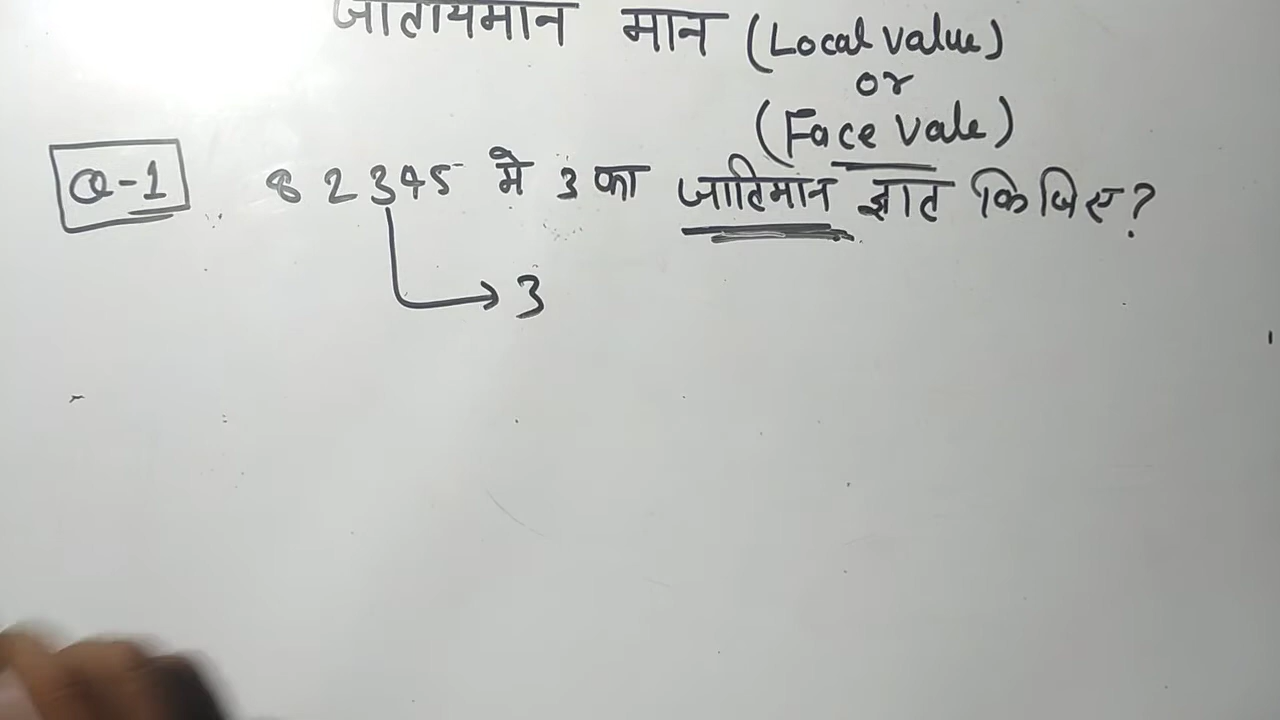 जातीयमान मान (Local value)
or
(Face vale)
Q-1 82345 मे 3 का जातिमान ज्ञात किजिए?
3